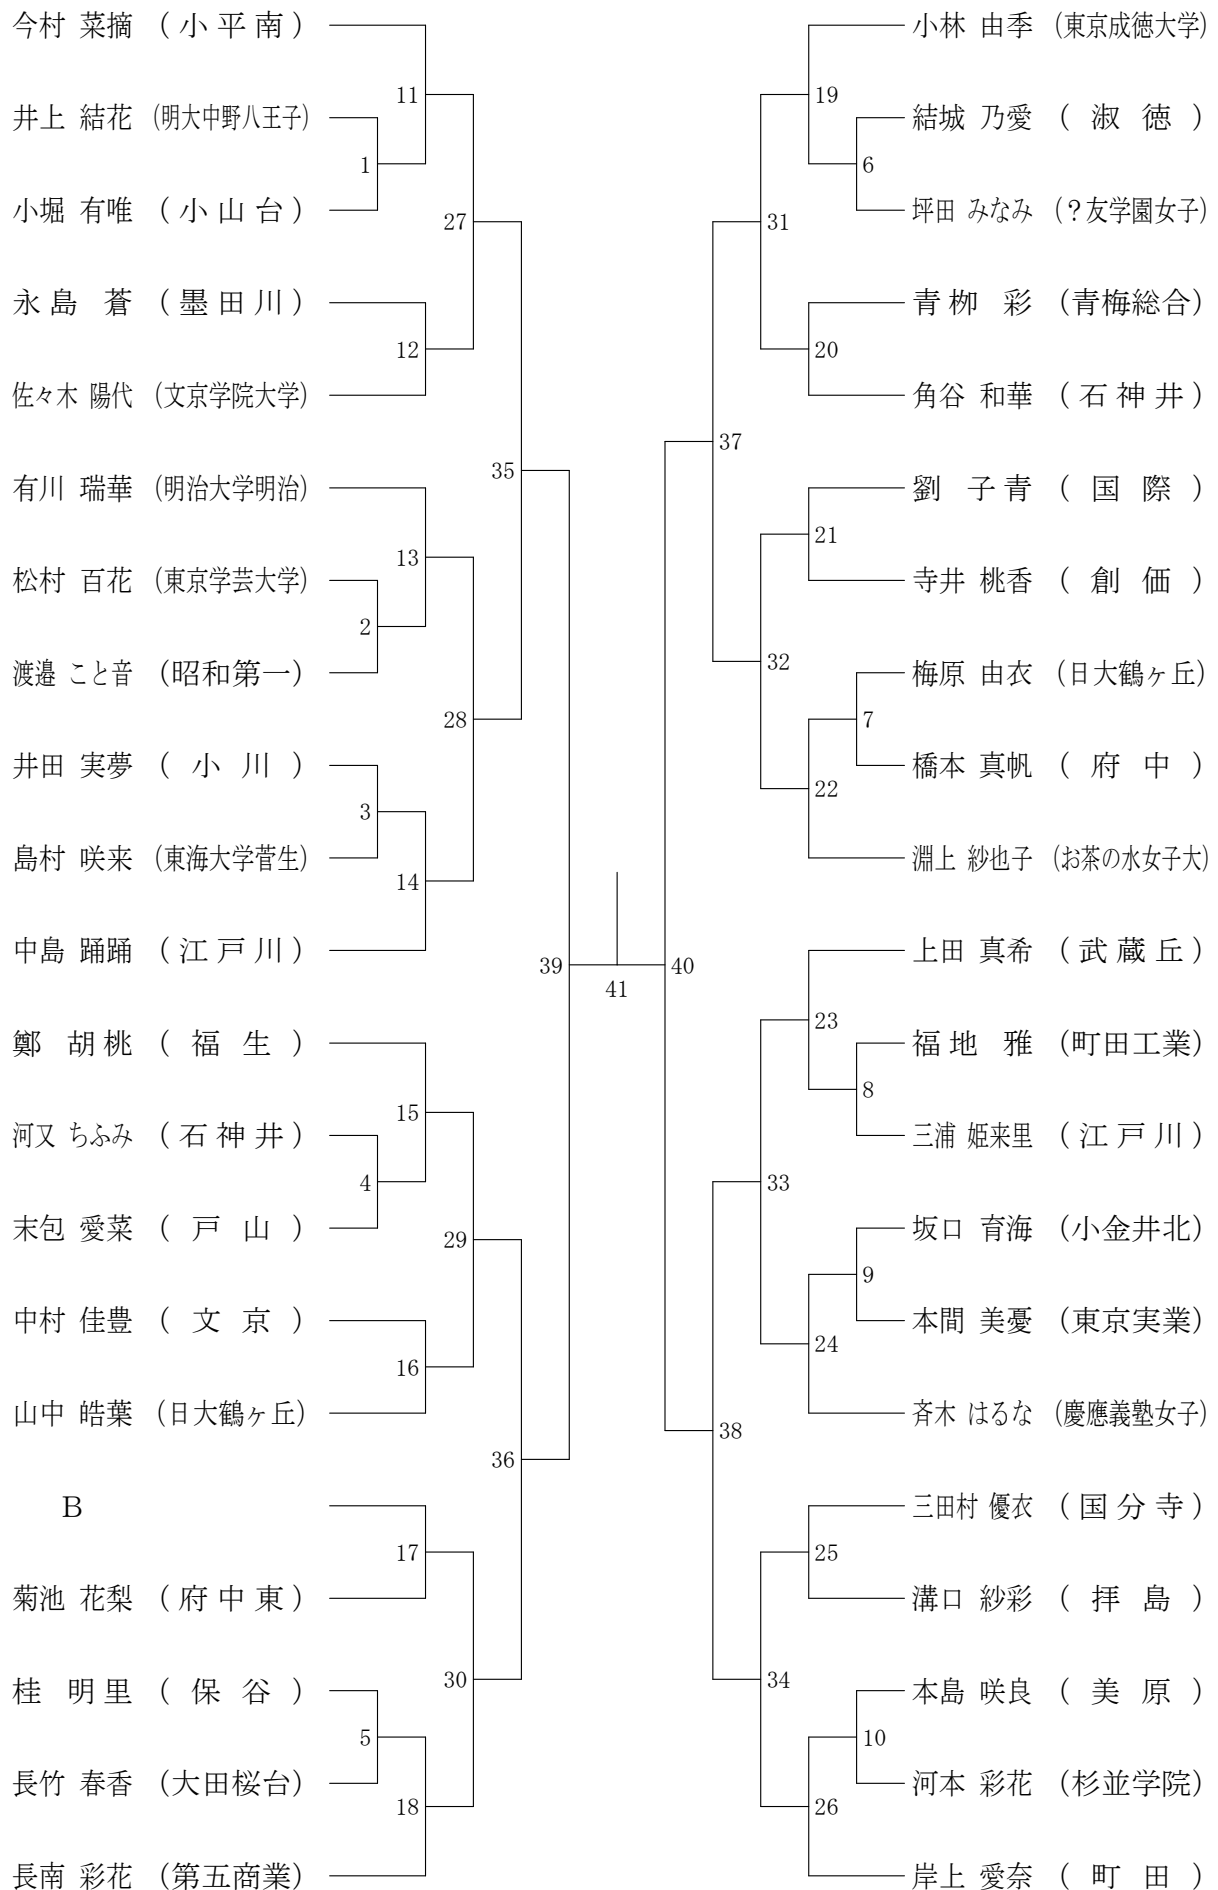 今村 菜摘 （小平南）
11
井上 結花 （明大中野八王子）
1
小堀 有唯 （小山台）
27
永島 蒼 （墨田川）
12
佐々木 陽代 （文京学院大学）
35
有川 瑞華 （明治大学明治）
13
松村 百花 （東京学芸大学）
2
渡邉 こと音 （昭和第一）
28
井田 実夢 （小川）
3
島村 咲来 （東海大学菅生）
14
中島 踊踊 （江戸川）
39
鄭 胡桃 （福生）
15
河又 ちふみ （石神井）
4
末包 愛菜 （戸山）
29
中村 佳豊 （文京）
16
山中 皓葉 （日大鶴ヶ丘）
36
B
17
菊池 花梨 （府中東）
30
桂 明里 （保谷）
5
長竹 春香 （大田桜台）
18
長南 彩花 （第五商業）
41
小林 由季 （東京成徳大学）
19
結城 乃愛 （淑徳）
6
坪田 みなみ （？友学園女子）
31
青栁 彩 （青梅総合）
20
角谷 和華 （石神井）
37
劉 子青 （国際）
21
寺井 桃香 （創価）
32
梅原 由衣 （日大鶴ヶ丘）
7
橋本 真帆 （府中）
22
淵上 紗也子 （お茶の水女子大）
上田 真希 （武蔵丘）
40
23
福地 雅 （町田工業）
8
三浦 姫来里 （江戸川）
33
坂口 育海 （小金井北）
9
本間 美憂 （東京実業）
24
斉木 はるな （慶應義塾女子）
38
三田村 優衣 （国分寺）
25
溝口 紗彩 （拝島）
34
本島 咲良 （美原）
10
河本 彩花 （杉並学院）
26
岸上 愛奈 （町田）